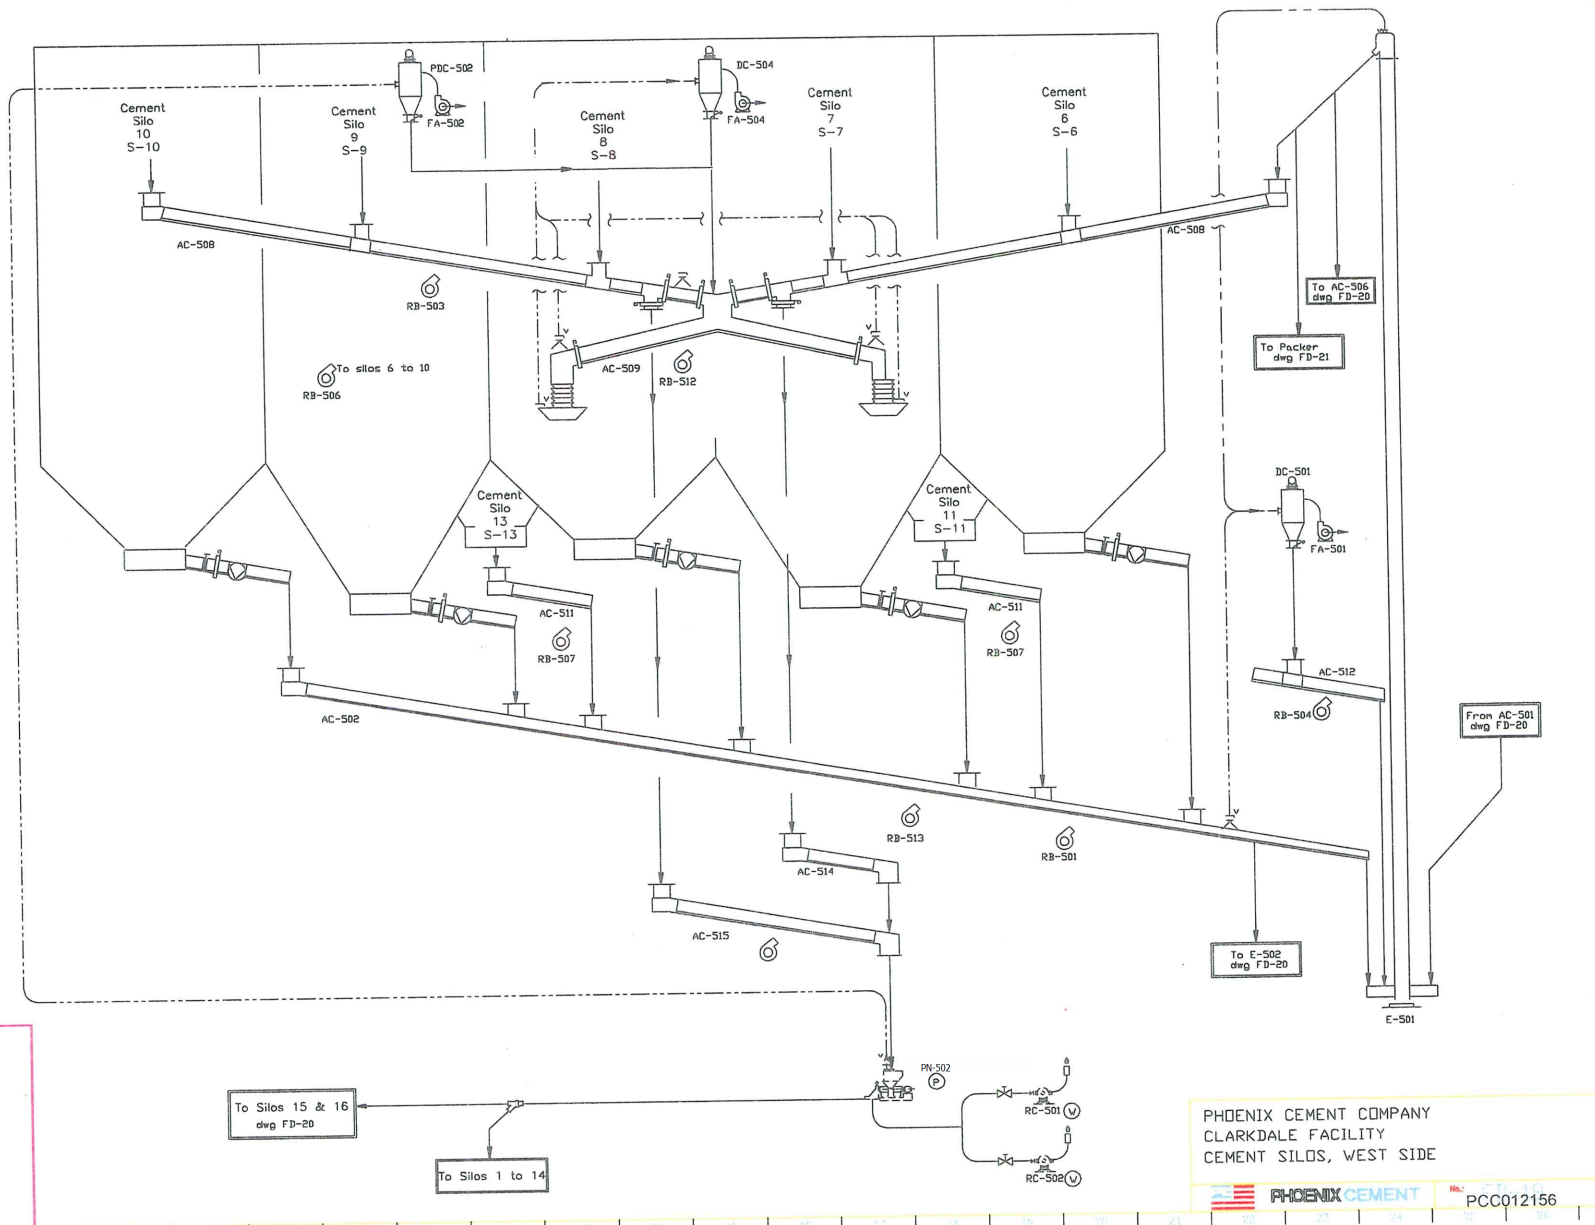 PDC-502
DC-504
FA-502
FA-504
Cement
Silo
10
S-10
Cement
Silo
9
S-9
Cement
Silo
8
S-8
Cement
Silo
7
S-7
Cement
Silo
6
S-6
AC-508
AC-508
RB-503
To AC-506
dwg FD-20
To Packer
dwg FD-21
To silos 6 to 10
RB-506
AC-509
RB-512
V
V
V
V
DC-501
FA-501
Cement
Silo
13
S-13
Cement
Silo
11
S-11
AC-511
RB-507
AC-511
RB-507
AC-512
RB-504
From AC-501
dwg FD-20
AC-502
V
RB-513
RB-501
AC-514
AC-515
To E-502
dwg FD-20
E-501
V
PN-502
P
To Silos 15 & 16
dwg FD-20
To Silos 1 to 14
RC-501
W
RC-502
W
PHOENIX CEMENT COMPANY
CLARKDALE FACILITY
CEMENT SILOS, WEST SIDE
PHOENIX CEMENT
No.:
PCC012156
21
22
23
24